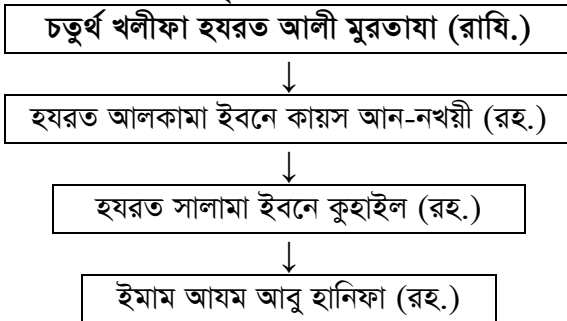 চতুর্থ খলীফা হযরত আলী মুরতাযা (রাযি.)
↓
হযরত আলকামা ইবনে কায়স আন-নখয়ী (রহ.)
↓
হযরত সালামা ইবনে কুহাইল (রহ.)
↓
ইমাম আযম আবু হানিফা (রহ.)